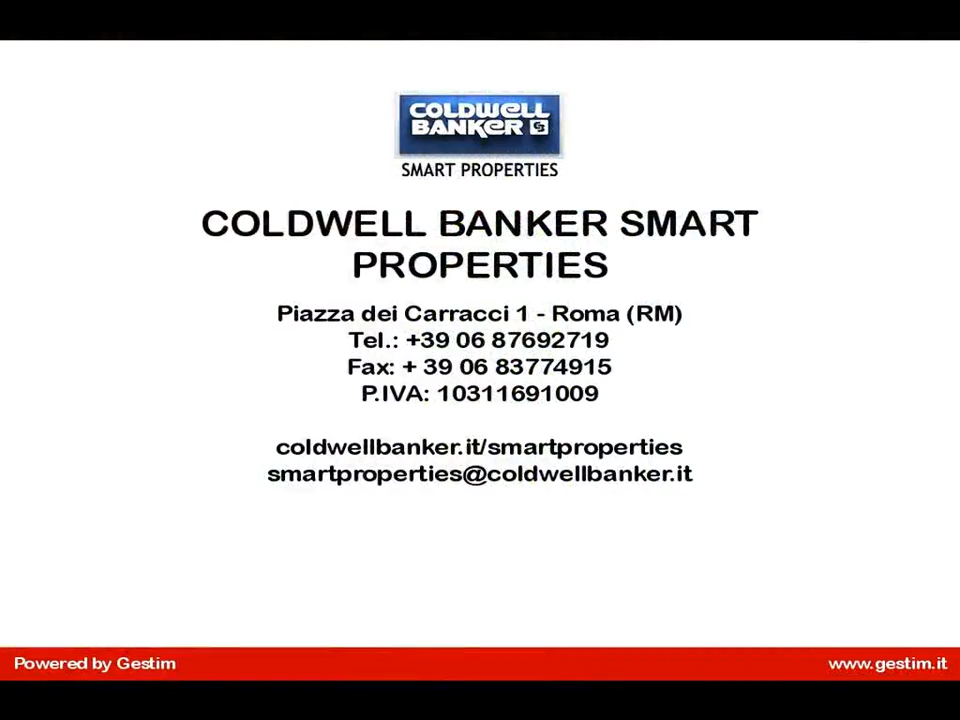 COLDWELL
BANKER CB
SMART PROPERTIES
COLDWELL BANKER SMART
PROPERTIES
Piazza dei Carracci 1 - Roma (RM)
Tel.: +39 06 87692719
Fax: + 39 06 83774915
P.IVA: 10311691009
coldwellbanker.it/smartproperties
smartproperties@coldwellbanker.it
Powered by Gestim
www.gestim.it